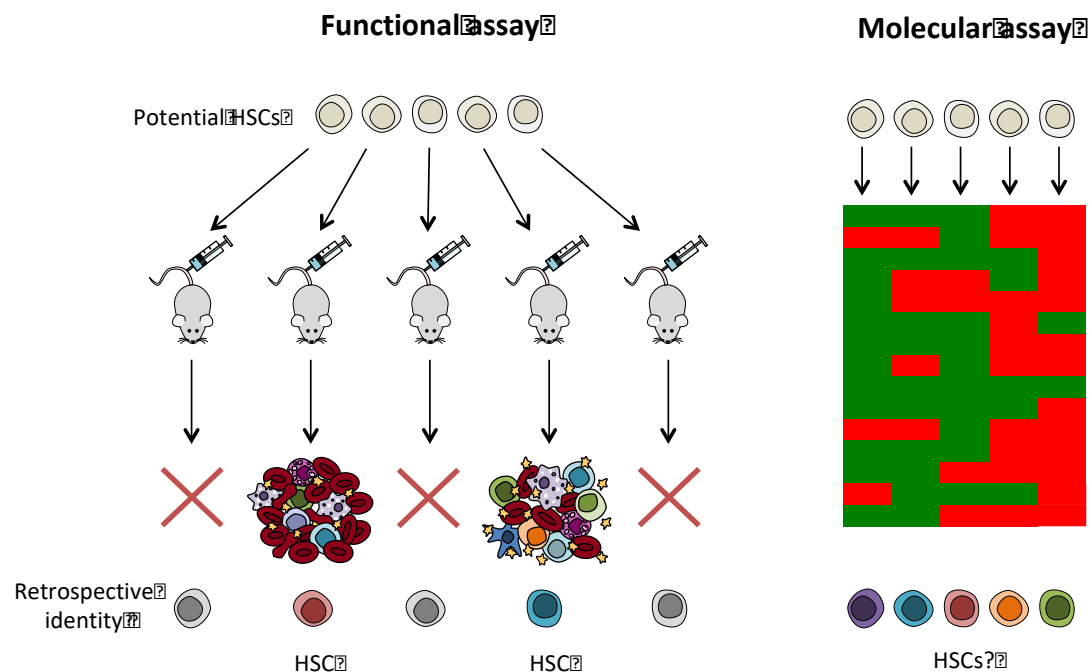 Functional assay
Molecular assay
Potential HSCs
Retrospective
identity
HSC
HSC
HSCs?